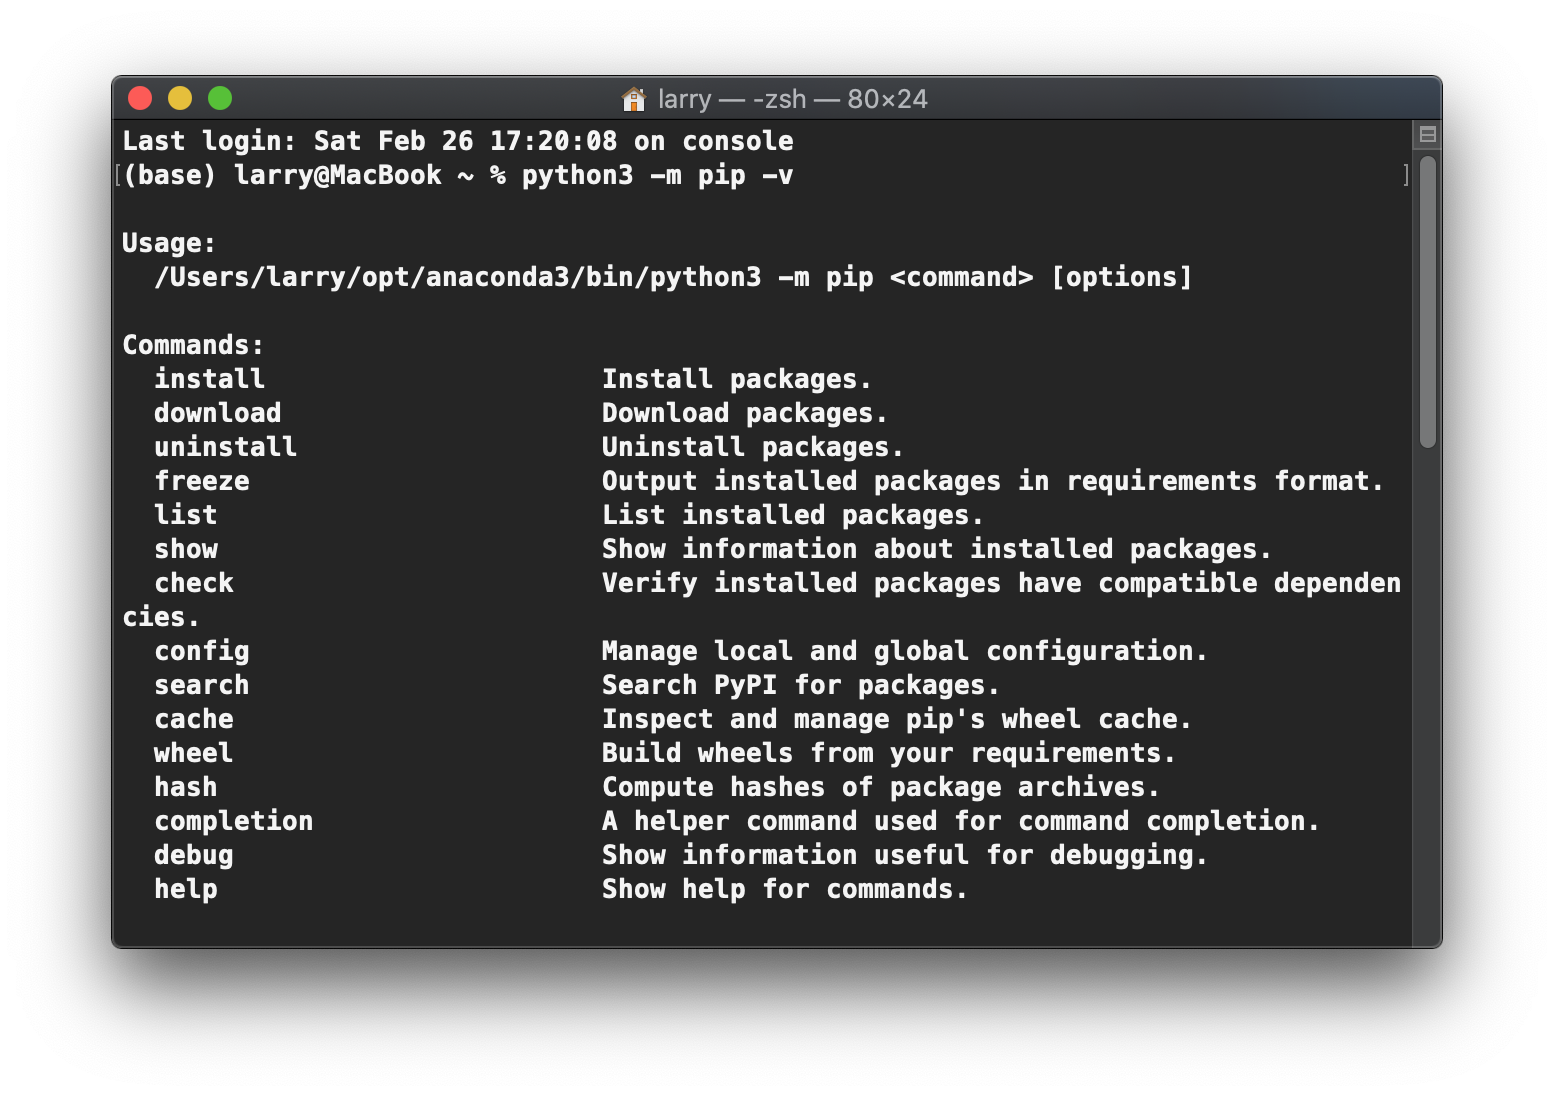 larry — -zsh — 80×24
Last login: Sat Feb 26 17:20:08 on console
[(base) larry@MacBook ~ % python3 -m pip -v ]
Usage:
/Users/larry/opt/anaconda3/bin/python3 -m pip <command> [options]
Commands:
install Install packages.
download Download packages.
uninstall Uninstall packages.
freeze Output installed packages in requirements format.
list List installed packages.
show Show information about installed packages.
check Verify installed packages have compatible dependen
cies.
config Manage local and global configuration.
search Search PyPI for packages.
cache Inspect and manage pip's wheel cache.
wheel Build wheels from your requirements.
hash Compute hashes of package archives.
completion A helper command used for command completion.
debug Show information useful for debugging.
help Show help for commands.